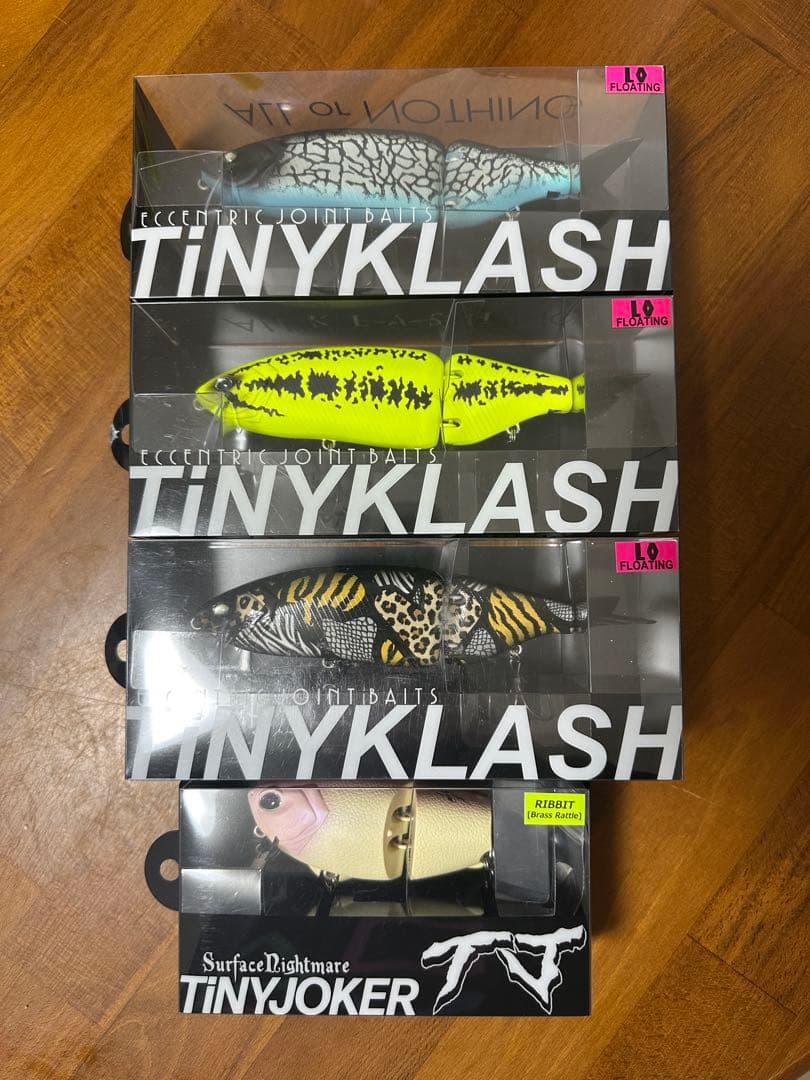 LO
FLOATING
ALL or NOTHING
ECCENTRIC JOINT BAITS
TiNYKLASH
LO
FLOATING
ECCENTRIC JOINT BAITS
TiNYKLASH
LO
FLOATING
ECCENTRIC JOINT BAITS
TiNYKLASH
RIBBIT
[Brass Rattle]
TJ
SurfaceNightmare
TiNYJOKER